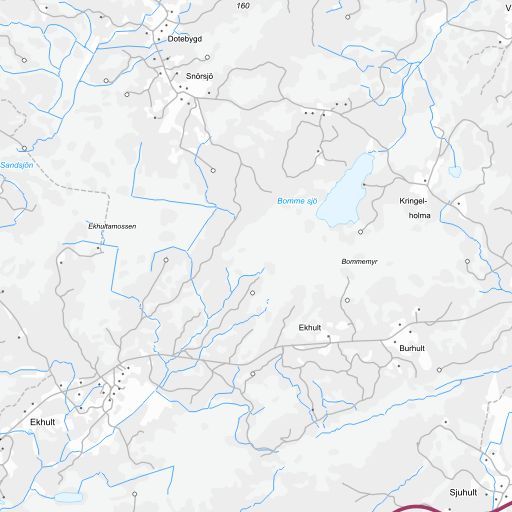 160
V
Dotebygd
Snörsjö
Sandsjön
Bomme sjö
Kringel-
holma
Ekhultamossen
Bommemyr
Ekhult
Burhult
Ekhult
Sjuhult